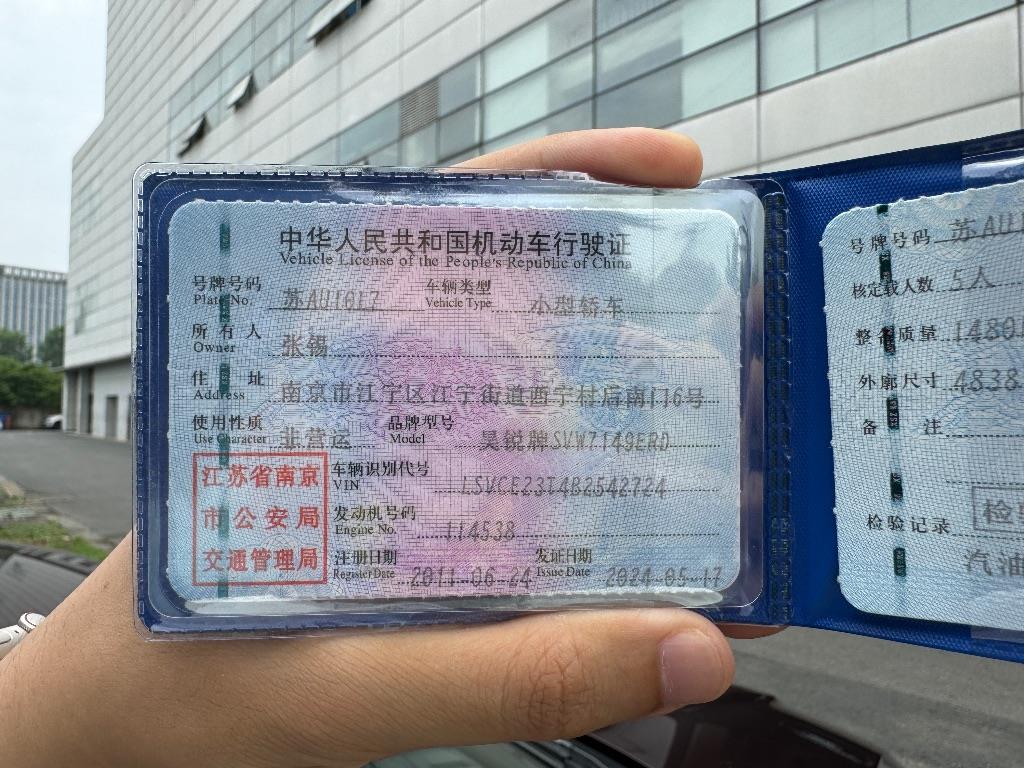 中华人民共和国机动车行驶证
Vehicle License of the People's Republic of China
号牌号码 苏AU1617 车辆类型 小型轿车
Plate No. Vehicle Type
所有人 张锡
Owner
住址 南京市江宁区江宁街道西宁村后南门6号
Address
使用性质 非营运 品牌型号 昊锐牌SVW7149ERD
Use Character Model
江苏省南京
市公安局
交通管理局
车辆识别代号 LSVCE23T4B2542724
VIN
发动机号码 114538
Engine No.
注册日期 2011-06-24 发证日期 2024-05-17
Register Date Issue Date
号牌号码 苏AU
核定载人数 5人
整备质量 1480
外廓尺寸 4838
备注
检验记录
汽油